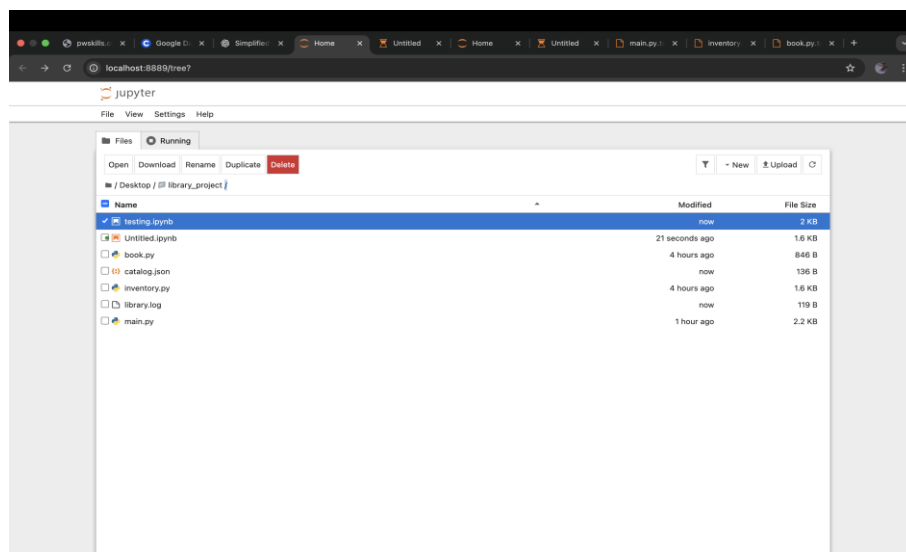 pwskills.c Google D Simplified Home Untitled Home Untitled main.py inventory book.py
localhost:8889/tree?
jupyter
File View Settings Help
Files Running
Open Download Rename Duplicate Delete New Upload
/ Desktop / library_project /
Name Modified File Size
testing.ipynb now 2 KB
Untitled.ipynb 21 seconds ago 1.6 KB
book.py 4 hours ago 846 B
catalog.json now 136 B
inventory.py 4 hours ago 1.6 KB
library.log now 119 B
main.py 1 hour ago 2.2 KB